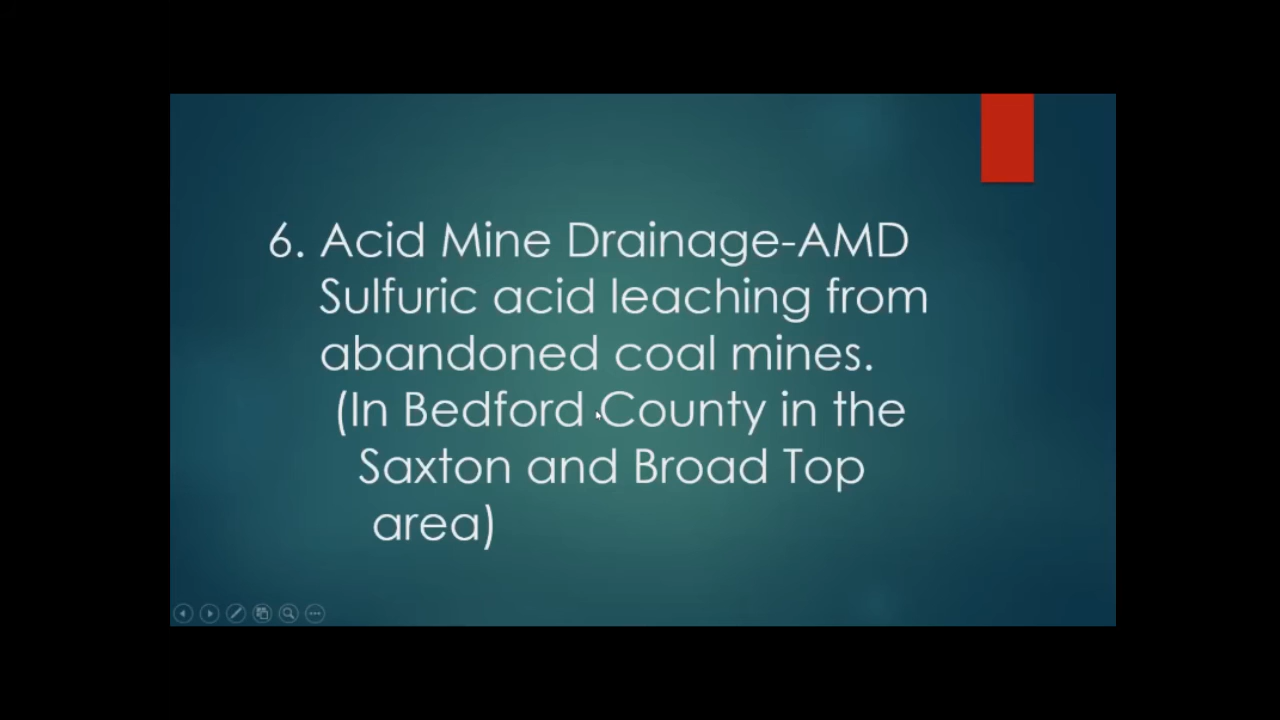 6. Acid Mine Drainage-AMD
Sulfuric acid leaching from
abandoned coal mines.
(In Bedford County in the
Saxton and Broad Top
area)